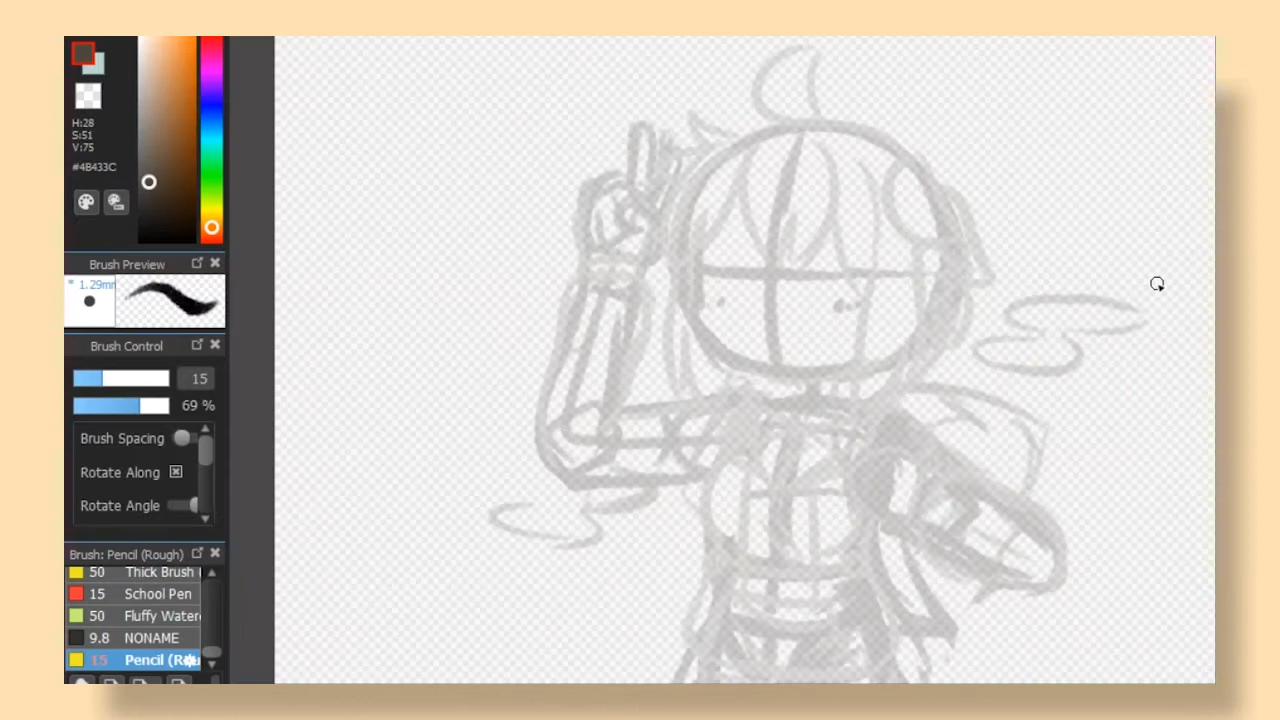 H:28
S:51
V:75
#4B433C
Brush Preview
* 1.29mm
Brush Control
15
69 %
Brush Spacing
Rotate Along
Rotate Angle
Brush: Pencil (Rough)
50 Thick Brush (
15 School Pen
50 Fluffy Water
9.8 NONAME
15 Pencil (Rou